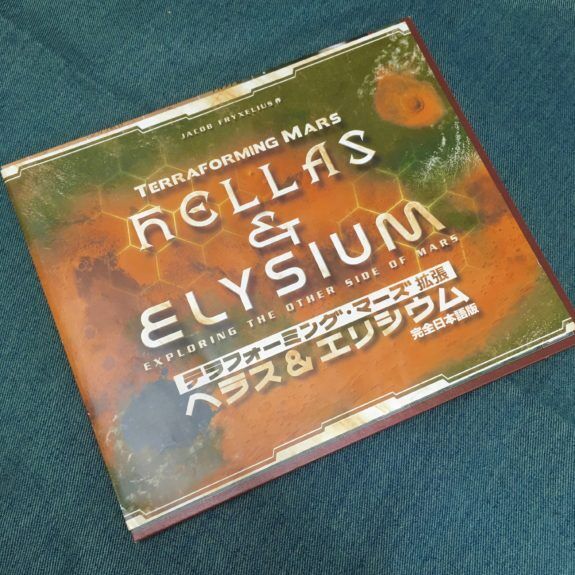 JACOB FRYXELIUS
TERRAFORMING MARS
HELLAS
&
ELYSIUM
EXPLORING THE OTHER SIDE OF MARS
テラフォーミング・マーズ 拡張
ヘラス & エリシウム
完全日本語版